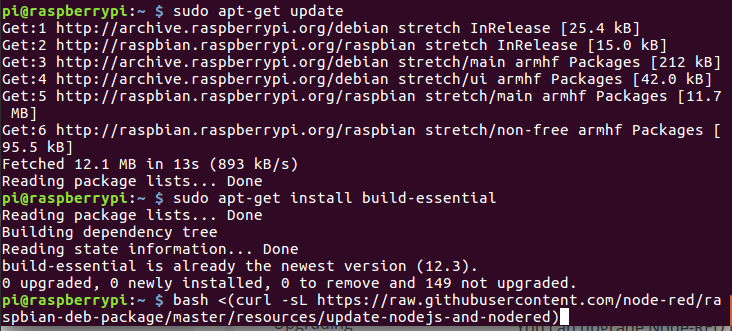 pi@raspberrypi:~ $ sudo apt-get update
Get:1 http://archive.raspberrypi.org/debian stretch InRelease [25.4 kB]
Get:2 http://raspbian.raspberrypi.org/raspbian stretch InRelease [15.0 kB]
Get:3 http://archive.raspberrypi.org/debian stretch/main armhf Packages [212 kB]
Get:4 http://archive.raspberrypi.org/debian stretch/ui armhf Packages [42.0 kB]
Get:5 http://raspbian.raspberrypi.org/raspbian stretch/main armhf Packages [11.7
 MB]
Get:6 http://raspbian.raspberrypi.org/raspbian stretch/non-free armhf Packages [
95.5 kB]
Fetched 12.1 MB in 13s (893 kB/s)
Reading package lists... Done
pi@raspberrypi:~ $ sudo apt-get install build-essential
Reading package lists... Done
Building dependency tree
Reading state information... Done
build-essential is already the newest version (12.3).
0 upgraded, 0 newly installed, 0 to remove and 149 not upgraded.
pi@raspberrypi:~ $ bash <(curl -sL https://raw.githubusercontent.com/node-red/ra
spbian-deb-package/master/resources/update-nodejs-and-nodered)